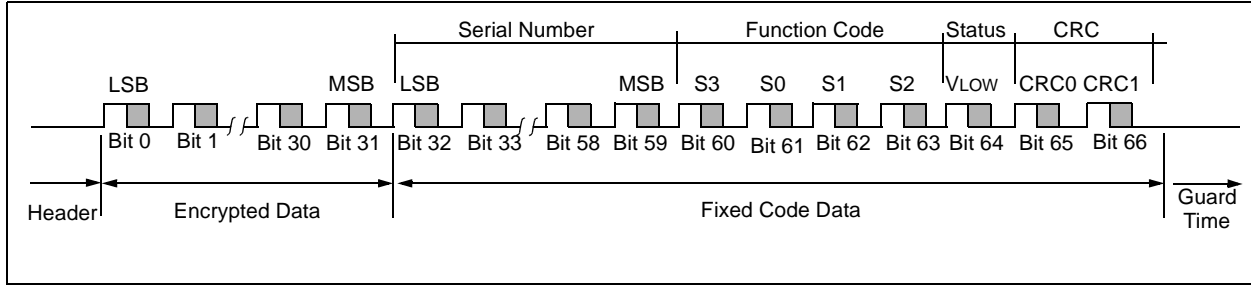 Serial Number Function Code Status CRC
LSB MSB LSB MSB S3 S0 S1 S2 VLOW CRC0 CRC1
Bit 0 Bit 1 Bit 30 Bit 31 Bit 32 Bit 33 Bit 58 Bit 59 Bit 60 Bit 61 Bit 62 Bit 63 Bit 64 Bit 65 Bit 66
Header Encrypted Data Fixed Code Data Guard
Time